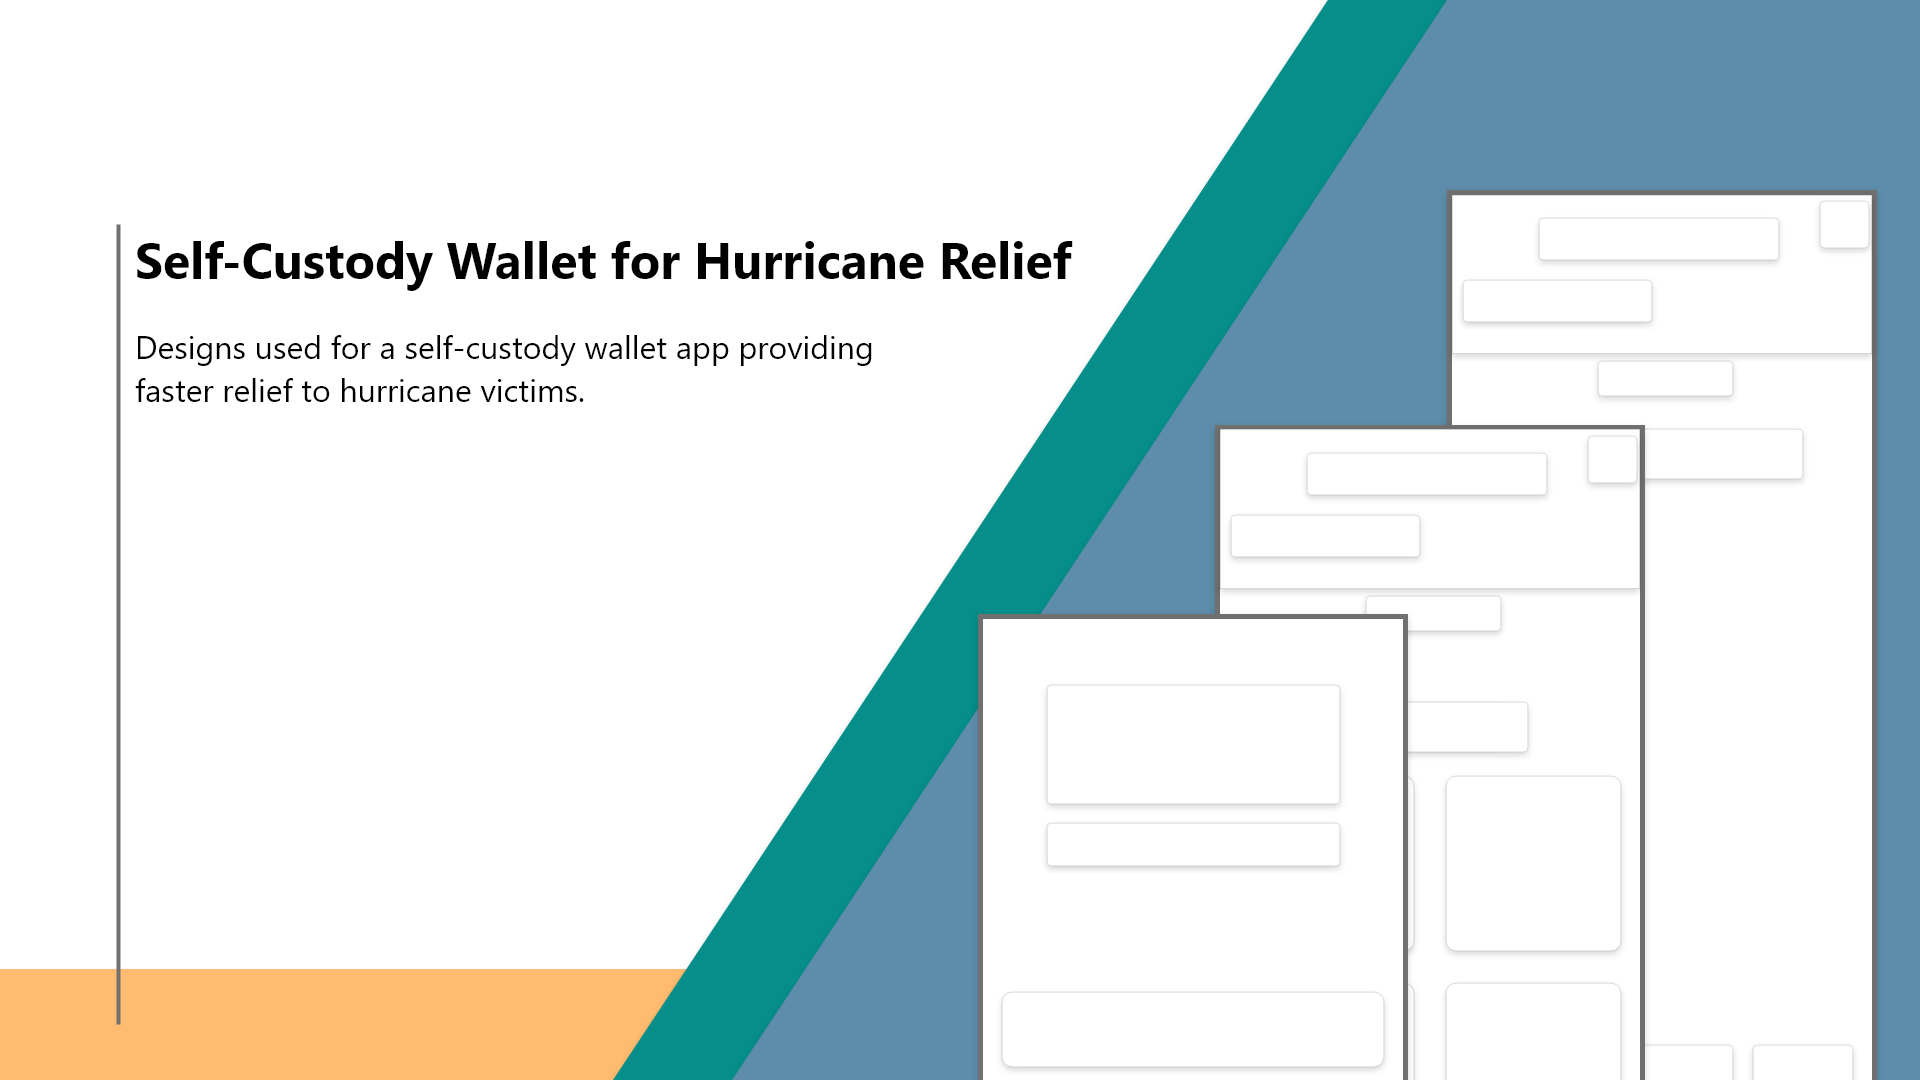 Self-Custody Wallet for Hurricane Relief
Designs used for a self-custody wallet app providing
faster relief to hurricane victims.